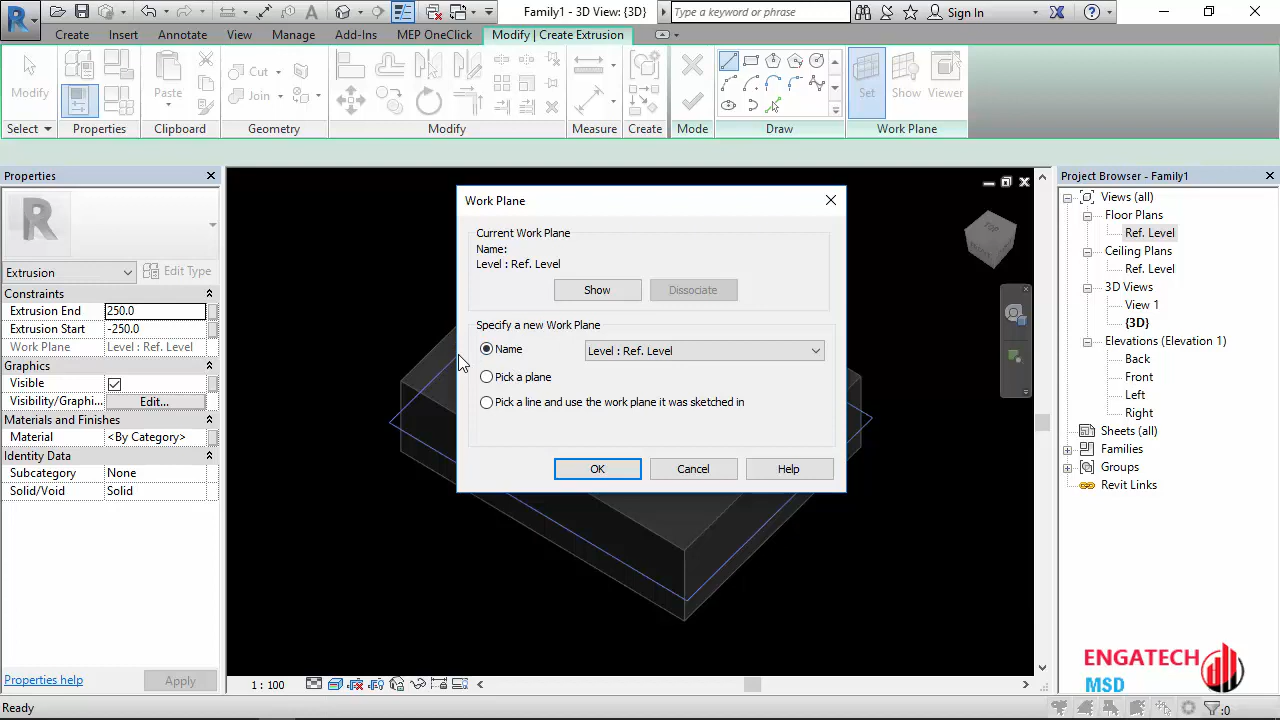 Family1 - 3D View: {3D}
Type a keyword or phrase
Sign In
Create
Insert
Annotate
View
Manage
Add-Ins
MEP OneClick
Modify | Create Extrusion
Modify
Paste
Cut
Join
Set
Show
Viewer
Select
Properties
Clipboard
Geometry
Modify
Measure
Create
Mode
Draw
Work Plane
Properties
Extrusion
Edit Type
Constraints
Extrusion End 250.0
Extrusion Start -250.0
Work Plane Level : Ref. Level
Graphics
Visible
Visibility/Graphi... Edit...
Materials and Finishes
Material <By Category>
Identity Data
Subcategory None
Solid/Void Solid
Properties help
Apply
Work Plane
Current Work Plane
Name:
Level : Ref. Level
Show
Dissociate
Specify a new Work Plane
Name
Level : Ref. Level
Pick a plane
Pick a line and use the work plane it was sketched in
OK
Cancel
Help
TOP
1 : 100
Project Browser - Family1
Views (all)
Floor Plans
Ref. Level
Ceiling Plans
Ref. Level
3D Views
View 1
{3D}
Elevations (Elevation 1)
Back
Front
Left
Right
Sheets (all)
Families
Groups
Revit Links
ENGATECH
MSD
Ready
:0